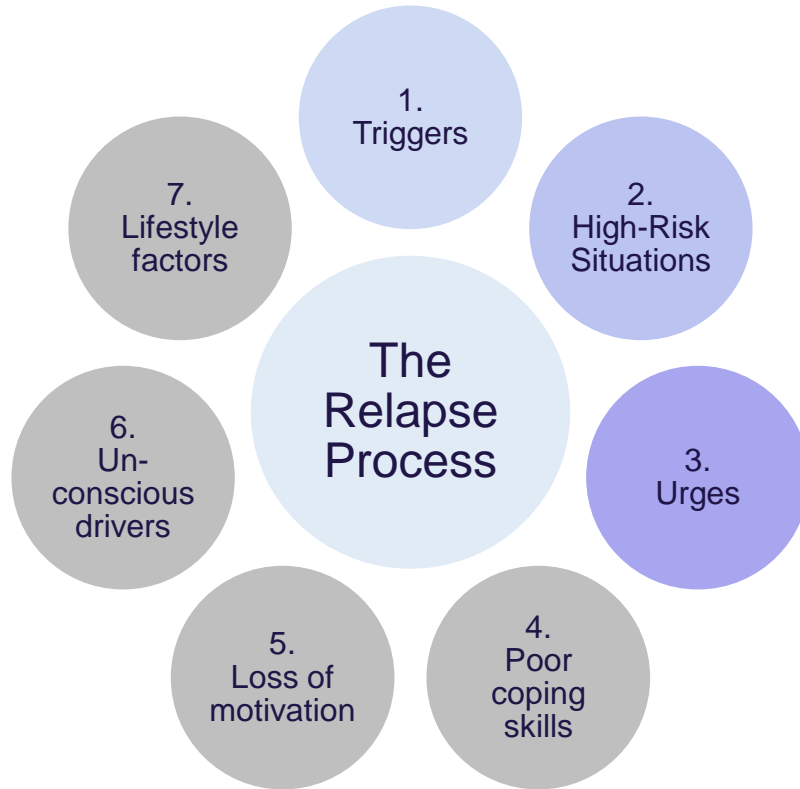 The
Relapse
Process
1.
Triggers
2.
High-Risk
Situations
3.
Urges
4.
Poor
coping
skills
5.
Loss of
motivation
6.
Un-
conscious
drivers
7.
Lifestyle
factors